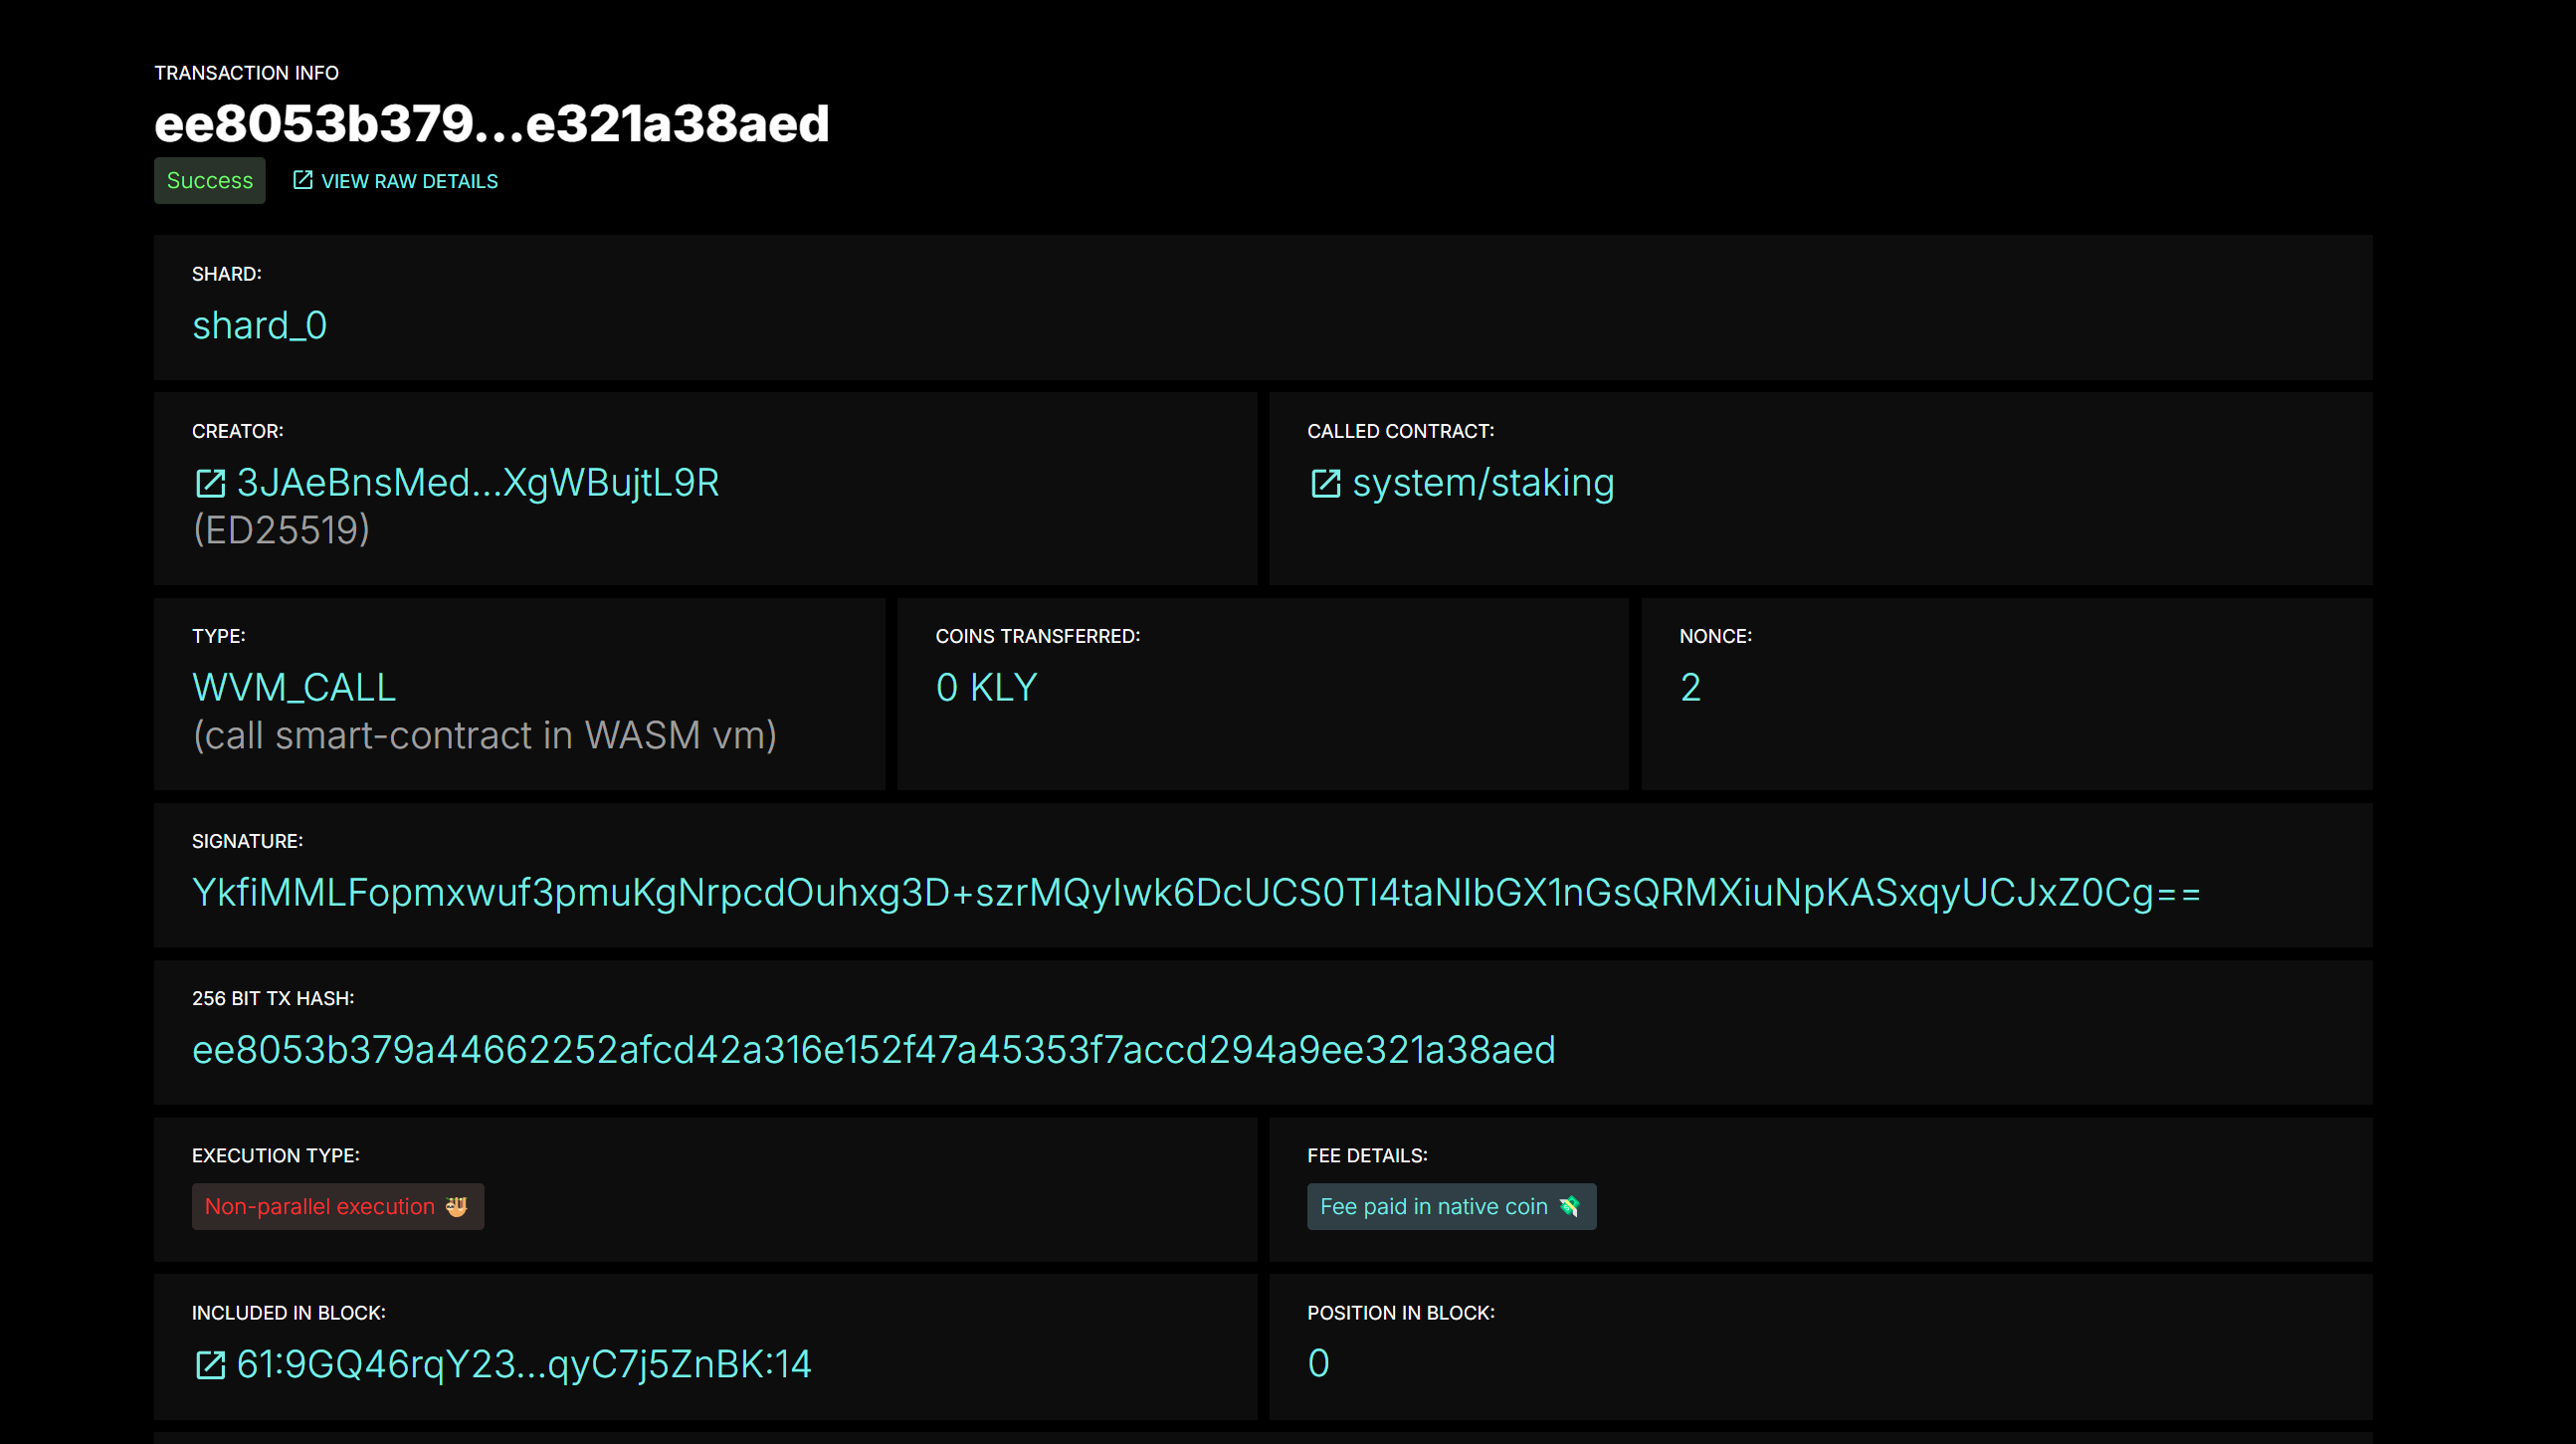 TRANSACTION INFO
ee8053b379...e321a38aed
Success
VIEW RAW DETAILS
SHARD:
shard_0
CREATOR:
3JAeBnsMed...XgWBujtL9R
(ED25519)
CALLED CONTRACT:
system/staking
TYPE:
WVM_CALL
(call smart-contract in WASM vm)
COINS TRANSFERRED:
0 KLY
NONCE:
2
SIGNATURE:
YkfiMMLFopmxwuf3pmuKgNrpcdOuhxg3D+szrMQyIwk6DcUCS0TI4taNIbGX1nGsQRMXiuNpKASxqyUCJxZ0Cg==
256 BIT TX HASH:
ee8053b379a44662252afcd42a316e152f47a45353f7accd294a9ee321a38aed
EXECUTION TYPE:
Non-parallel execution 🦥
FEE DETAILS:
Fee paid in native coin 💸
INCLUDED IN BLOCK:
61:9GQ46rqY23...qyC7j5ZnBK:14
POSITION IN BLOCK:
0